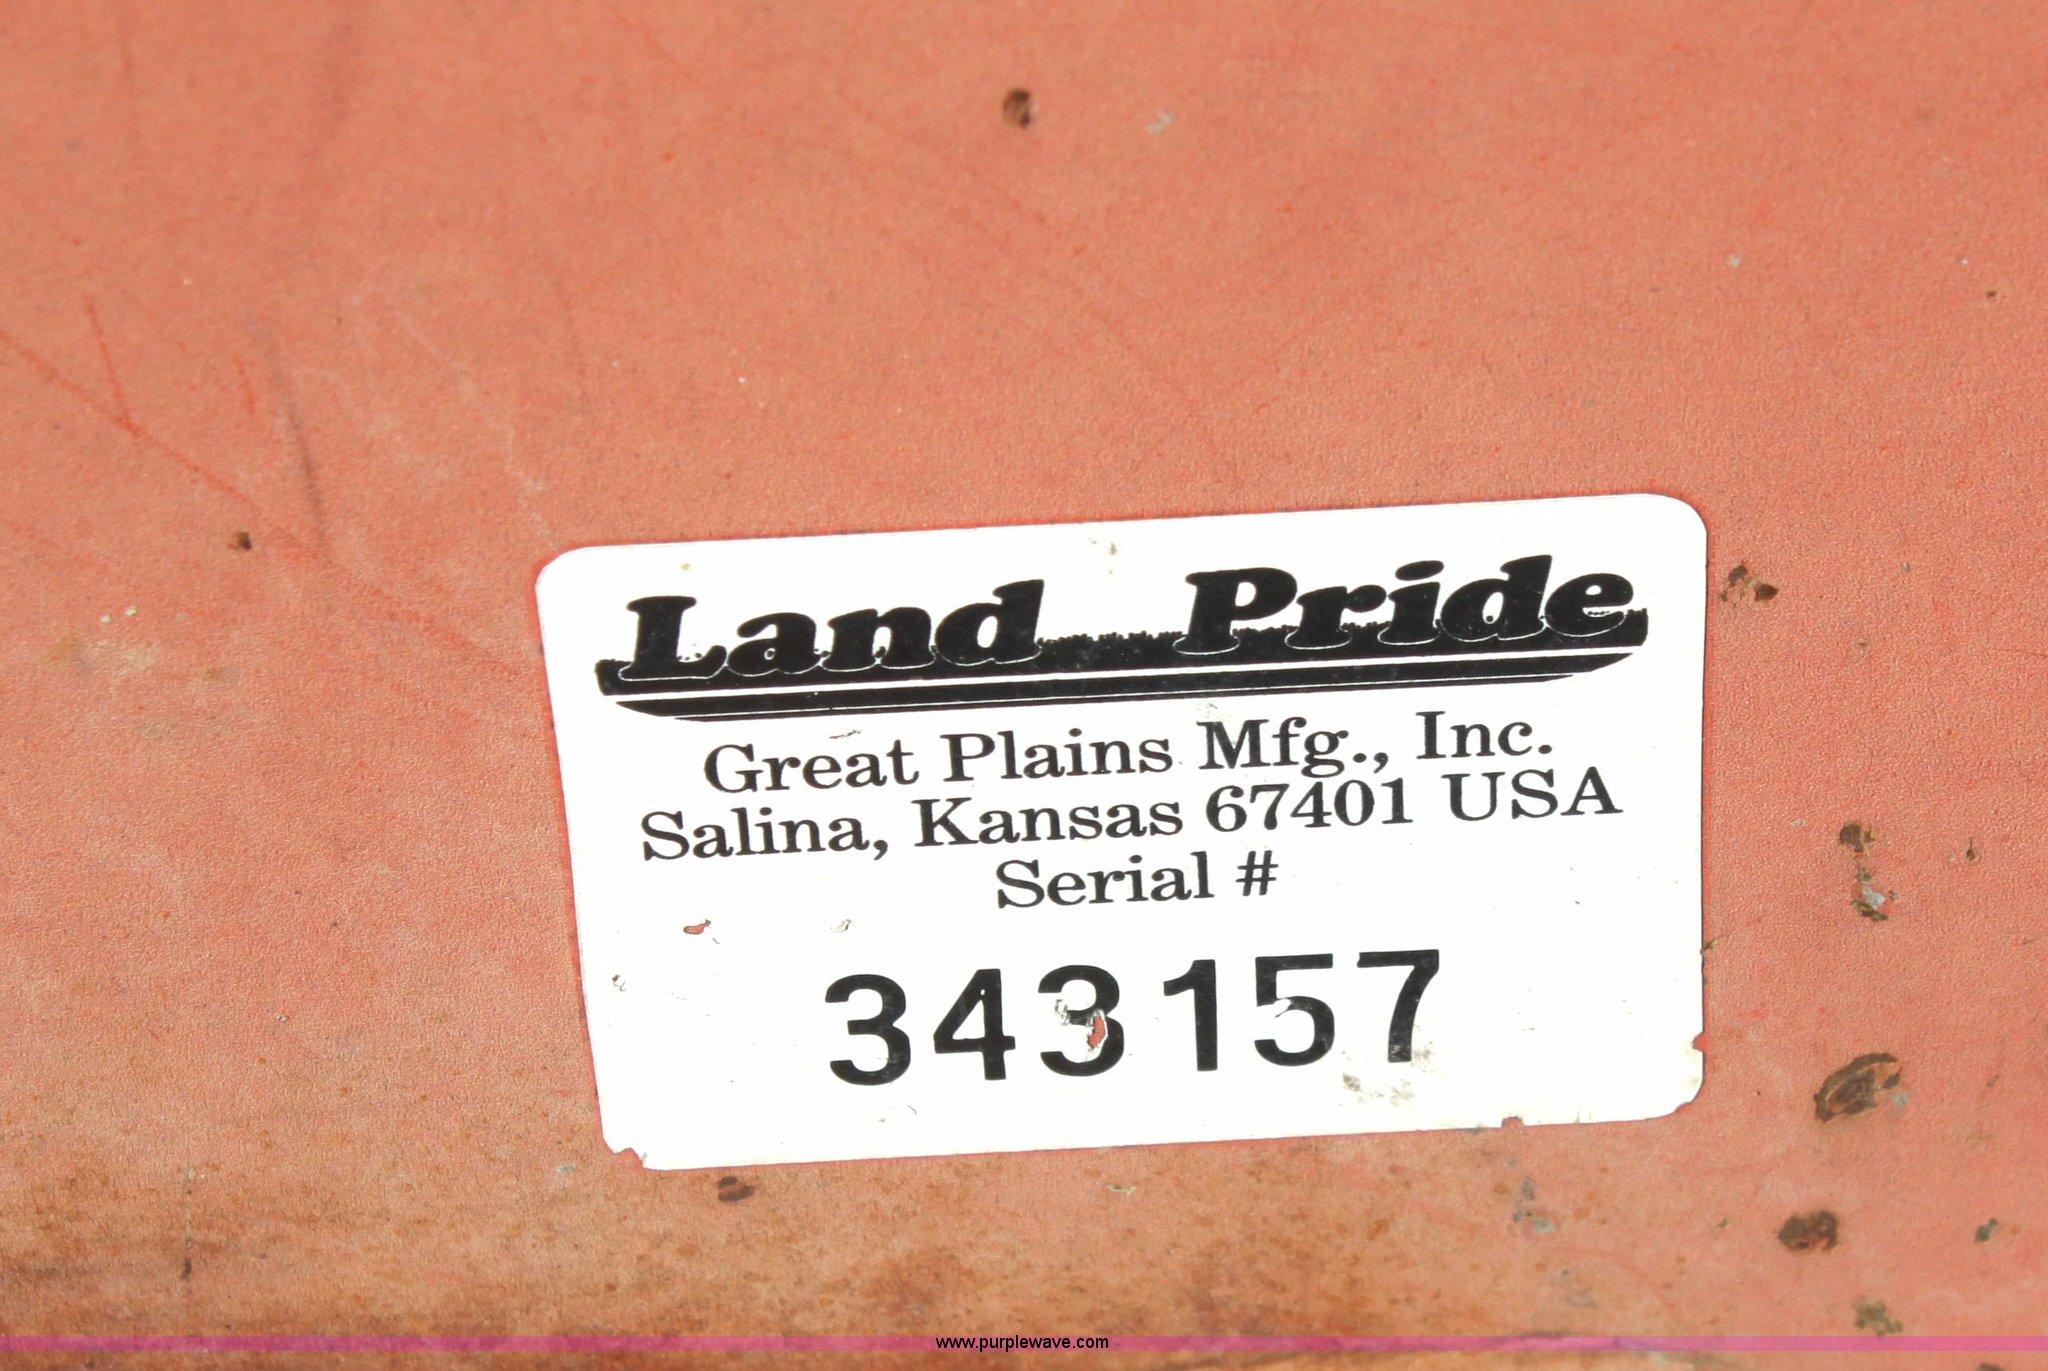 Land Pride
Great Plains Mfg., Inc.
Salina, Kansas 67401 USA
Serial #
343157
www.purplewave.com